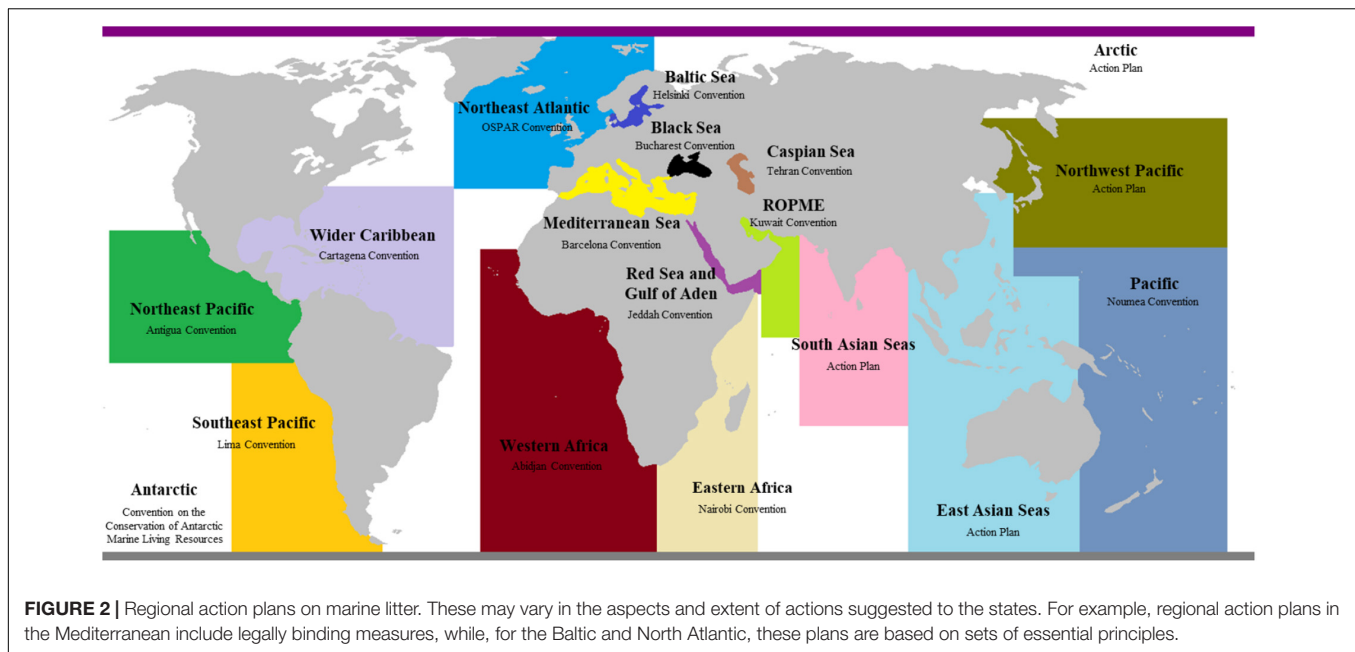 Arctic
Action Plan
Baltic Sea
Helsinki Convention
Northeast Atlantic
OSPAR Convention
Black Sea
Bucharest Convention
Caspian Sea
Tehran Convention
Northwest Pacific
Action Plan
ROPME
Kuwait Convention
Mediterranean Sea
Barcelona Convention
Wider Caribbean
Cartagena Convention
Red Sea and
Gulf of Aden
Jeddah Convention
Pacific
Noumea Convention
Northeast Pacific
Antigua Convention
South Asian Seas
Action Plan
Southeast Pacific
Lima Convention
Western Africa
Abidjan Convention
Antarctic
Convention on the
Conservation of Antarctic
Marine Living Resources
Eastern Africa
Nairobi Convention
East Asian Seas
Action Plan
FIGURE 2 | Regional action plans on marine litter. These may vary in the aspects and extent of actions suggested to the states. For example, regional action plans in
the Mediterranean include legally binding measures, while, for the Baltic and North Atlantic, these plans are based on sets of essential principles.